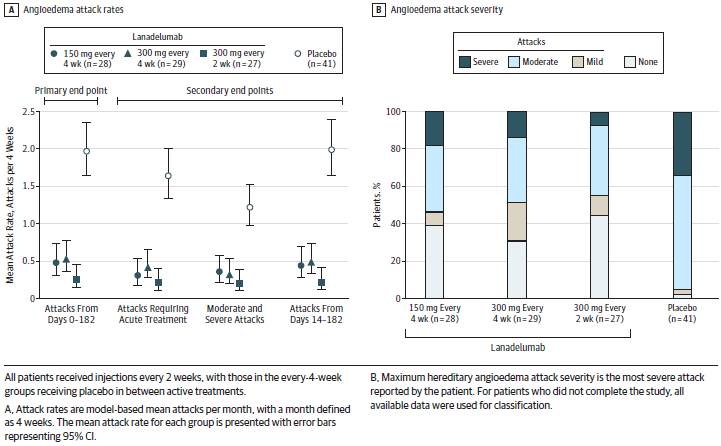 A Angioedema attack rates
Lanadelumab
150 mg every
4 wk (n=28)
300 mg every
4 wk (n=29)
300 mg every
2 wk (n=27)
Placebo
(n=41)
Primary end point
Secondary end points
Mean Attack Rate, Attacks per 4 Weeks
2.5
2.0
1.5
1.0
0.5
0
Attacks From
Days 0–182
Attacks Requiring
Acute Treatment
Moderate and
Severe Attacks
Attacks From
Days 14–182
B Angioedema attack severity
Attacks
Severe
Moderate
Mild
None
Patients, %
100
80
60
40
20
0
150 mg Every
4 wk (n=28)
300 mg Every
4 wk (n=29)
300 mg Every
2 wk (n=27)
Placebo
(n=41)
Lanadelumab
All patients received injections every 2 weeks, with those in the every-4-week
groups receiving placebo in between active treatments.
A, Attack rates are model-based mean attacks per month, with a month defined
as 4 weeks. The mean attack rate for each group is presented with error bars
representing 95% CI.
B, Maximum hereditary angioedema attack severity is the most severe attack
reported by the patient. For patients who did not complete the study, all
available data were used for classification.